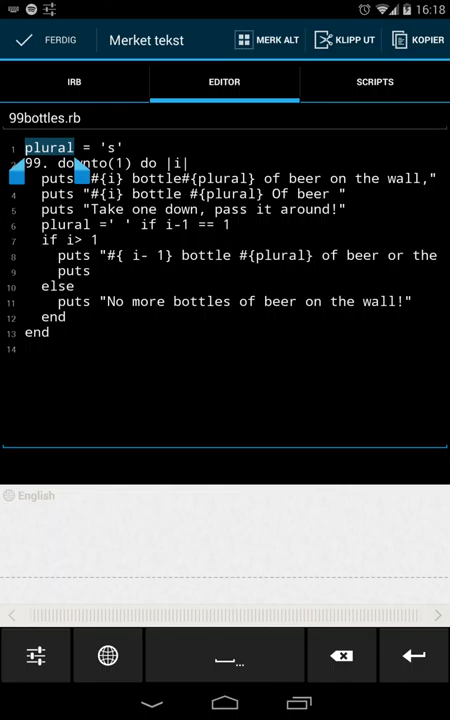 16:18
FERDIG Merket tekst MERK ALT KLIPP UT KOPIER
IRB EDITOR SCRIPTS
99bottles.rb
1 plural = 's'
99. downto(1) do |i|
puts "#{i} bottle#{plural} of beer on the wall,"
4 puts "#{i} bottle #{plural} Of beer "
5 puts "Take one down, pass it around!"
6 plural =' ' if i-1 == 1
7 if i> 1
8 puts "#{ i- 1} bottle #{plural} of beer or the
9 puts
10 else
11 puts "No more bottles of beer on the wall!"
12 end
13 end
14
English
...